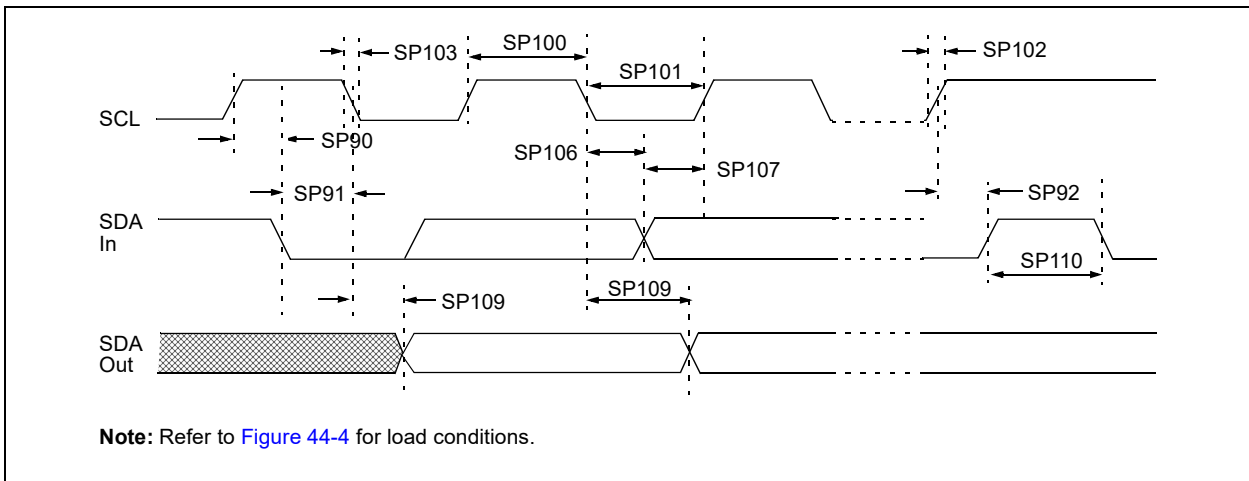 SP103
SP100
SP101
SP102
SCL
SP90
SP106
SP107
SP91
SP92
SDA
In
SP110
SP109
SP109
SDA
Out
Note: Refer to Figure 44-4 for load conditions.